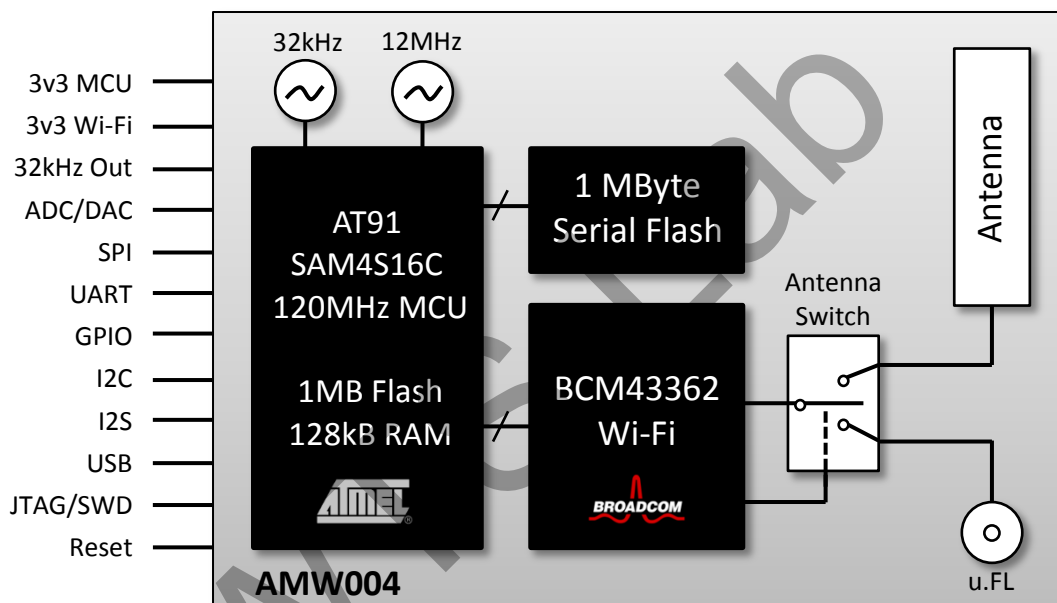 32kHz
12MHz
3v3 MCU
3v3 Wi-Fi
32kHz Out
ADC/DAC
SPI
UART
GPIO
I2C
I2S
USB
JTAG/SWD
Reset
AT91
SAM4S16C
120MHz MCU
1MB Flash
128kB RAM
ATMEL
®
1 MByte
Serial Flash
BCM43362
Wi-Fi
BROADCOM
Antenna
Switch
Antenna
u.FL
AMW004
Lab